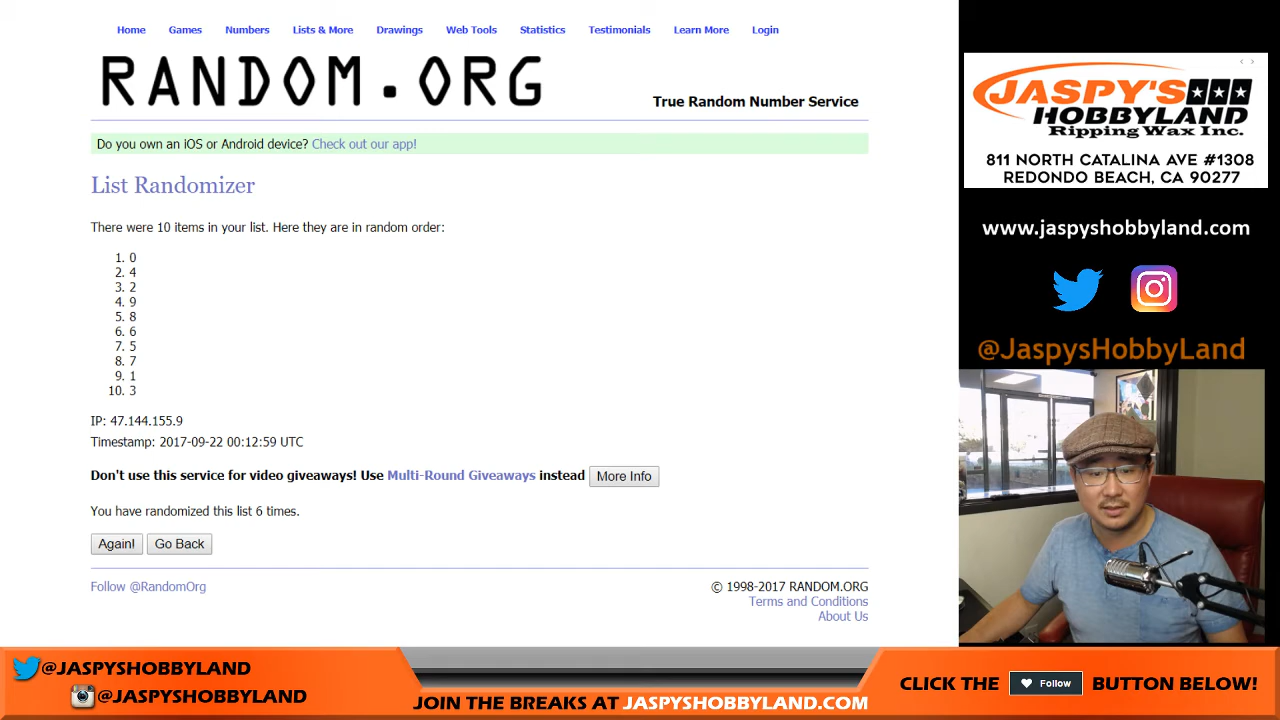 Home Games Numbers Lists & More Drawings Web Tools Statistics Testimonials Learn More Login
RANDOM.ORG
True Random Number Service
Do you own an iOS or Android device? Check out our app!
List Randomizer
There were 10 items in your list. Here they are in random order:
1. 0
2. 4
3. 2
4. 9
5. 8
6. 6
7. 5
8. 7
9. 1
10. 3
IP: 47.144.155.9
Timestamp: 2017-09-22 00:12:59 UTC
Don't use this service for video giveaways! Use Multi-Round Giveaways instead More Info
You have randomized this list 6 times.
Again! Go Back
Follow @RandomOrg
© 1998-2017 RANDOM.ORG
Terms and Conditions
About Us
JASPY'S
HOBBYLAND
Ripping Wax Inc.
811 NORTH CATALINA AVE #1308
REDONDO BEACH, CA 90277
www.jaspyshobbyland.com
@JaspysHobbyLand
@JASPYSHOBBYLAND
@JASPYSHOBBYLAND
JOIN THE BREAKS AT JASPYSHOBBYLAND.COM
CLICK THE Follow BUTTON BELOW!